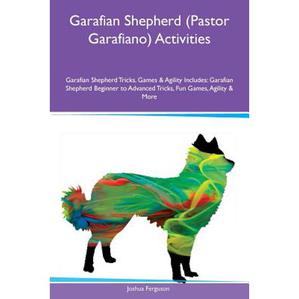 Garafian Shepherd (Pastor
Garafiano) Activities
Garafian Shepherd Tricks, Games & Agility Includes: Garafian
Shepherd Beginner to Advanced Tricks, Fun Games, Agility &
More
Joshua Ferguson